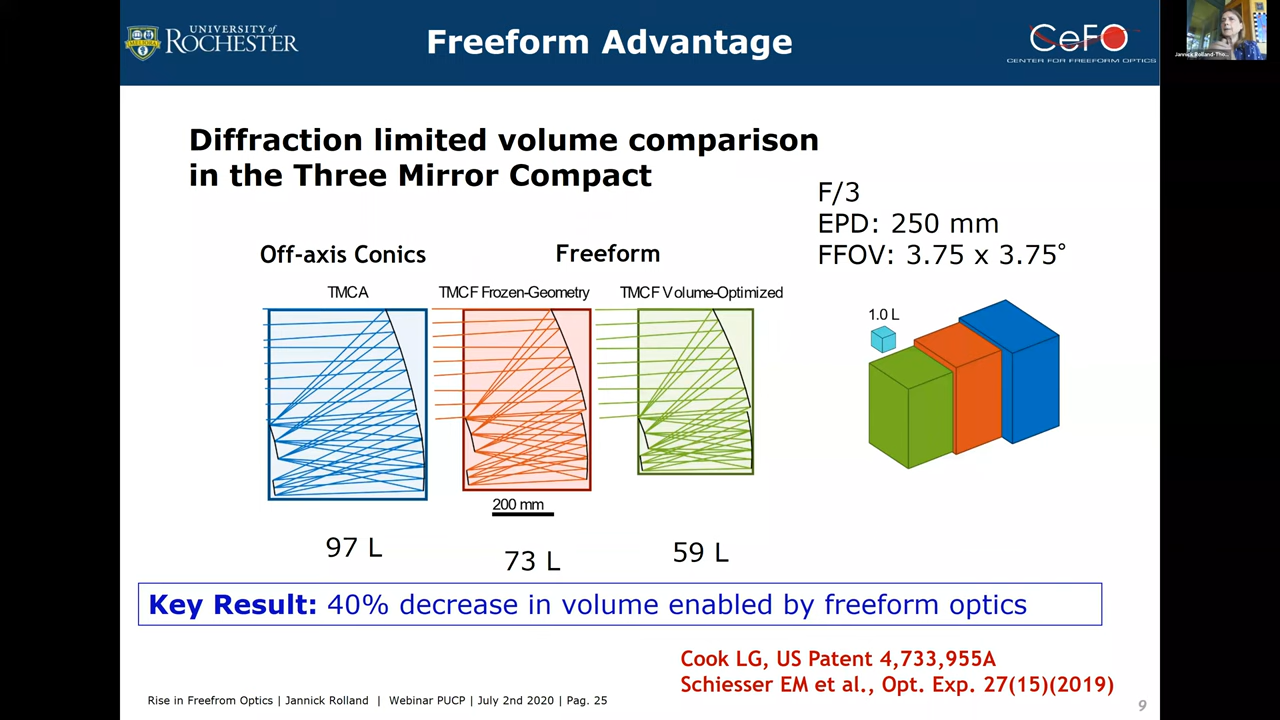 UNIVERSITY of
ROCHESTER
Freeform Advantage
CeFO
CENTER FOR FREEFORM OPTICS
Jannick Rolland-Tho...
Diffraction limited volume comparison
in the Three Mirror Compact
F/3
EPD: 250 mm
FFOV: 3.75 x 3.75°
Off-axis Conics
Freeform
TMCA
TMCF Frozen-Geometry
TMCF Volume-Optimized
1.0 L
200 mm
97 L
73 L
59 L
Key Result: 40% decrease in volume enabled by freeform optics
Cook LG, US Patent 4,733,955A
Schiesser EM et al., Opt. Exp. 27(15)(2019)
Rise in Freefrom Optics | Jannick Rolland | Webinar PUCP | July 2nd 2020 | Pag. 25
9